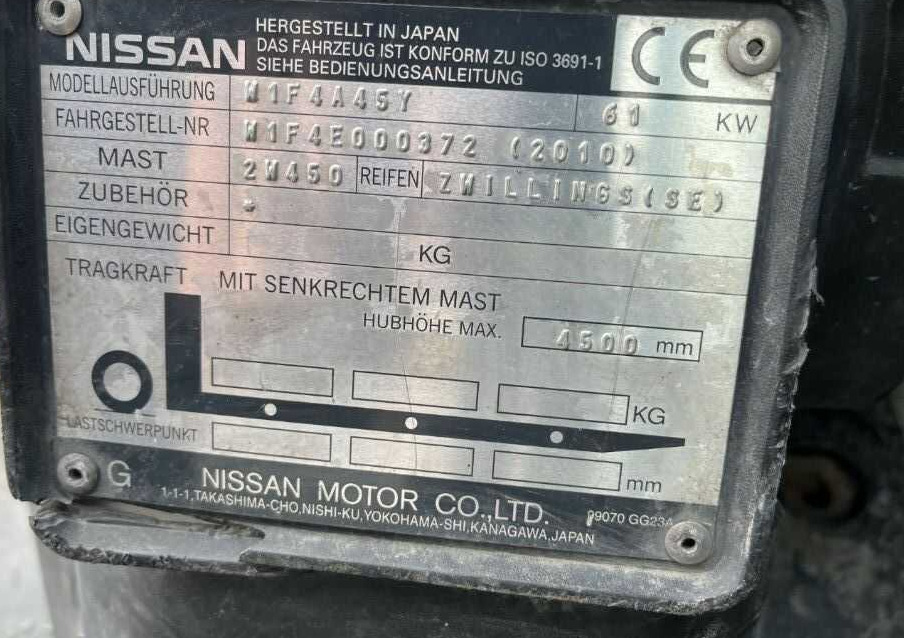 NISSAN
HERGESTELLT IN JAPAN
DAS FAHRZEUG IST KONFORM ZU ISO 3691-1
SIEHE BEDIENUNGSANLEITUNG
CE
MODELLAUSFÜHRUNG W1F4A45Y 61 KW
FAHRGESTELL-NR W1F4E000372 (2010)
MAST 2W450 REIFEN ZWILLINGS(SE)
ZUBEHÖR
EIGENGEWICHT KG
TRAGKRAFT MIT SENKRECHTEM MAST
HUBHÖHE MAX. 4500 mm
KG
LASTSCHWERPUNKT mm
G
NISSAN MOTOR CO.,LTD.
1-1-1,TAKASHIMA-CHO,NISHI-KU,YOKOHAMA-SHI,KANAGAWA,JAPAN
99070 GG23A